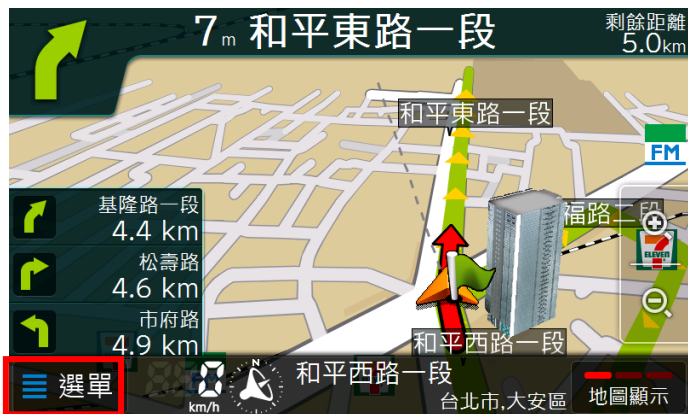 7m 和平東路一段
剩餘距離
5.0km
和平東路一段
FM
基隆路一段
4.4 km
福路二段
松壽路
4.6 km
7
ELEVEN
市府路
4.9 km
和平西路一段
選單
0
km/h
N
和平西路一段
台北市,大安區
地圖顯示